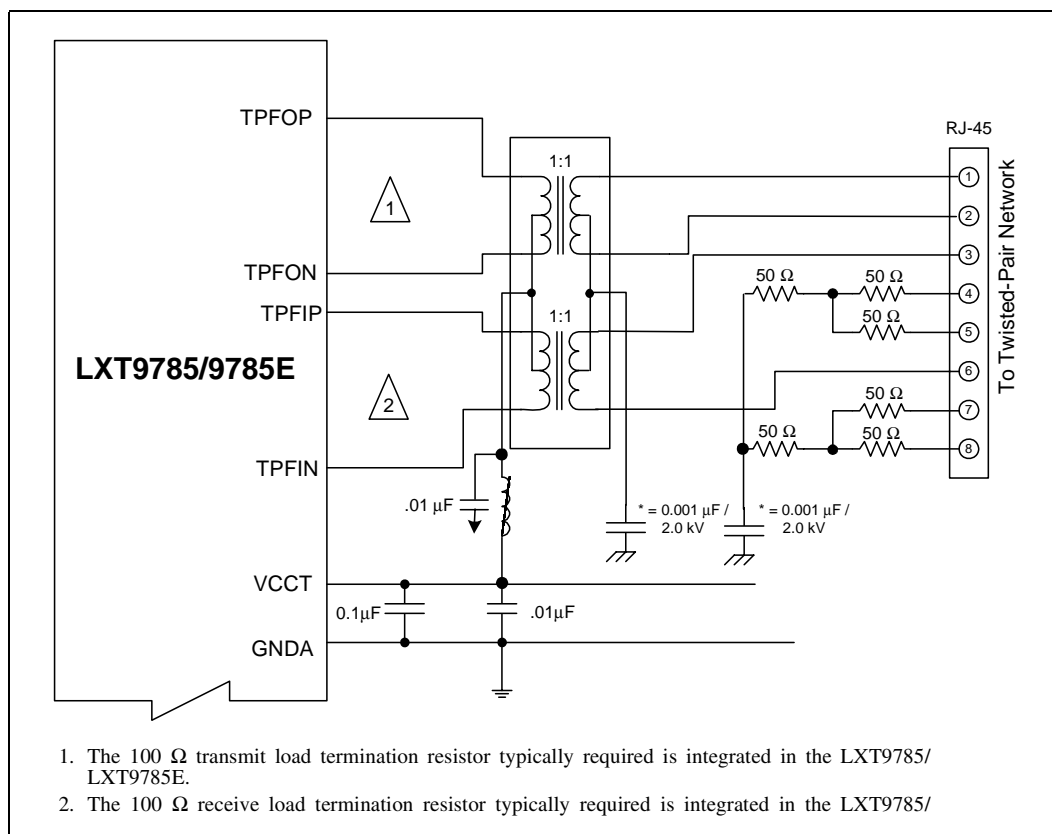 TPFOP
RJ-45
1:1
1
1
2
TPFON
3
50 Ω
50 Ω
4
TPFIP
1:1
5
LXT9785/9785E
To Twisted-Pair Network
6
2
50 Ω
7
50 Ω
50 Ω
8
TPFIN
.01 μF
* = 0.001 μF /
2.0 kV
* = 0.001 μF /
2.0 kV
VCCT
0.1μF
.01μF
GNDA
1. The 100 Ω transmit load termination resistor typically required is integrated in the LXT9785/
LXT9785E.
2. The 100 Ω receive load termination resistor typically required is integrated in the LXT9785/